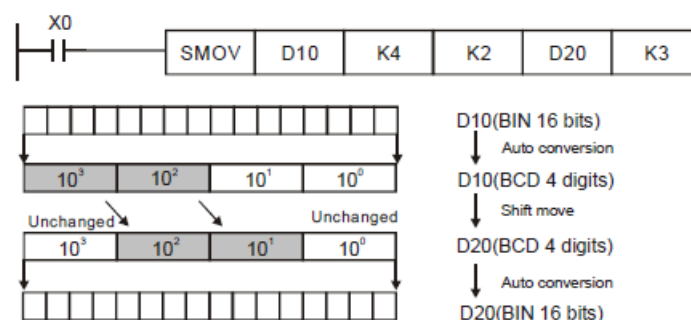 X0
SMOV D10 K4 K2 D20 K3
D10(BIN 16 bits)
Auto conversion
10³ 10² 10¹ 10⁰
D10(BCD 4 digits)
Shift move
Unchanged Unchanged
10³ 10² 10¹ 10⁰
D20(BCD 4 digits)
Auto conversion
D20(BIN 16 bits)